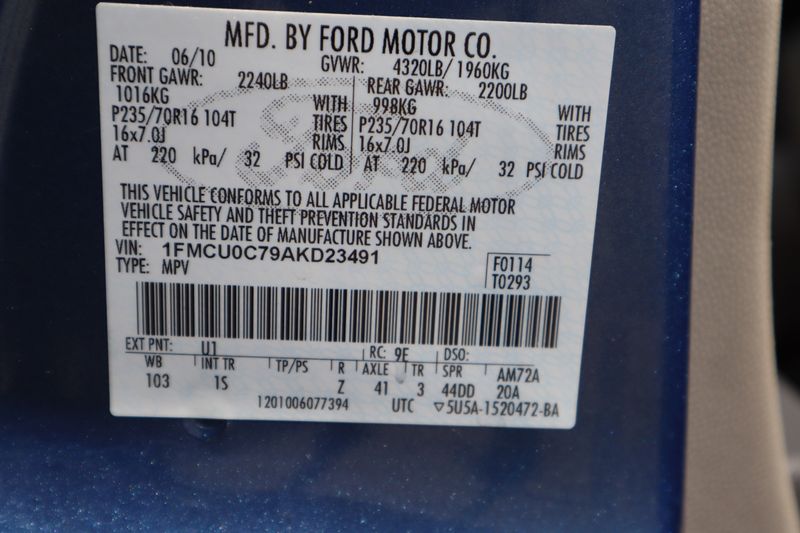 MFD. BY FORD MOTOR CO.
DATE: 06/10 GVWR: 4320LB/ 1960KG
FRONT GAWR: 2240LB REAR GAWR: 2200LB
1016KG WITH 998KG WITH
P235/70R16 104T TIRES P235/70R16 104T TIRES
16x7.0J RIMS 16x7.0J RIMS
AT 220 kPa/ 32 PSI COLD AT 220 kPa/ 32 PSI COLD
THIS VEHICLE CONFORMS TO ALL APPLICABLE FEDERAL MOTOR
VEHICLE SAFETY AND THEFT PREVENTION STANDARDS IN
EFFECT ON THE DATE OF MANUFACTURE SHOWN ABOVE.
VIN: 1FMCU0C79AKD23491
TYPE: MPV F0114
T0293
EXT PNT: U1 RC: 9E DSO:
WB INT TR TP/PS R AXLE TR SPR AM72A
103 1S Z 41 3 44DD 20A
1201006077394 UTC ▽5U5A-1520472-BA